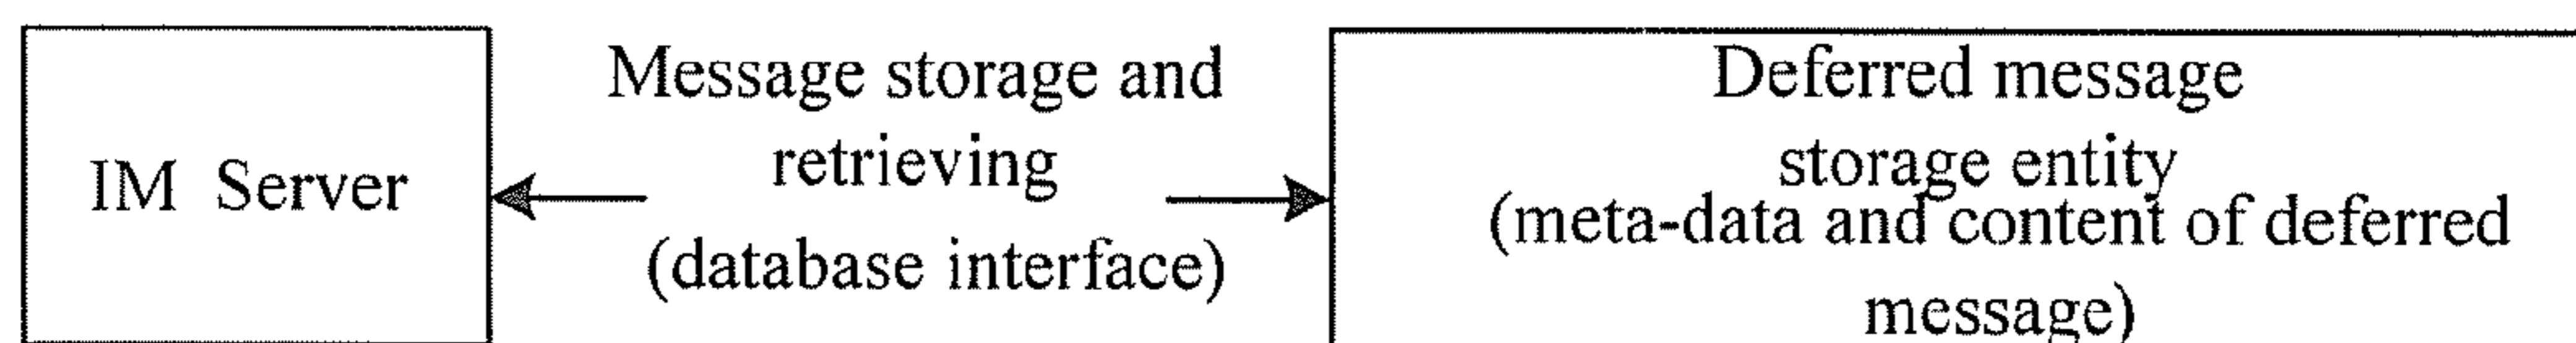 IM Server
Message storage and
retrieving
(database interface)
Deferred message
storage entity
(meta-data and content of deferred
message)